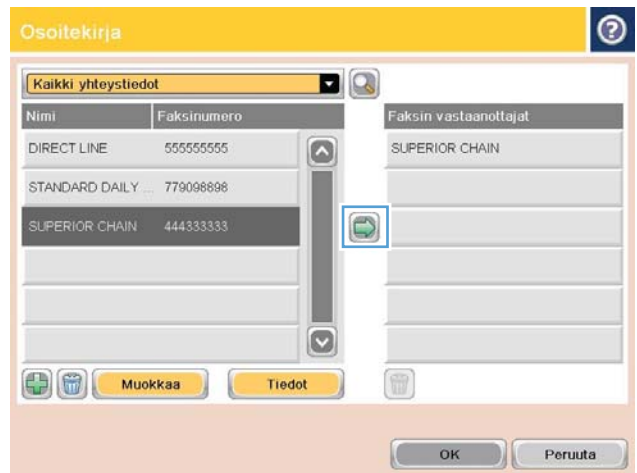 Osoitekirja
?
Kaikki yhteystiedot
Nimi Faksinumero Faksin vastaanottajat
DIRECT LINE 555555555 SUPERIOR CHAIN
STANDARD DAILY ... 779098898
SUPERIOR CHAIN 444333333
Muokkaa Tiedot
OK Peruuta